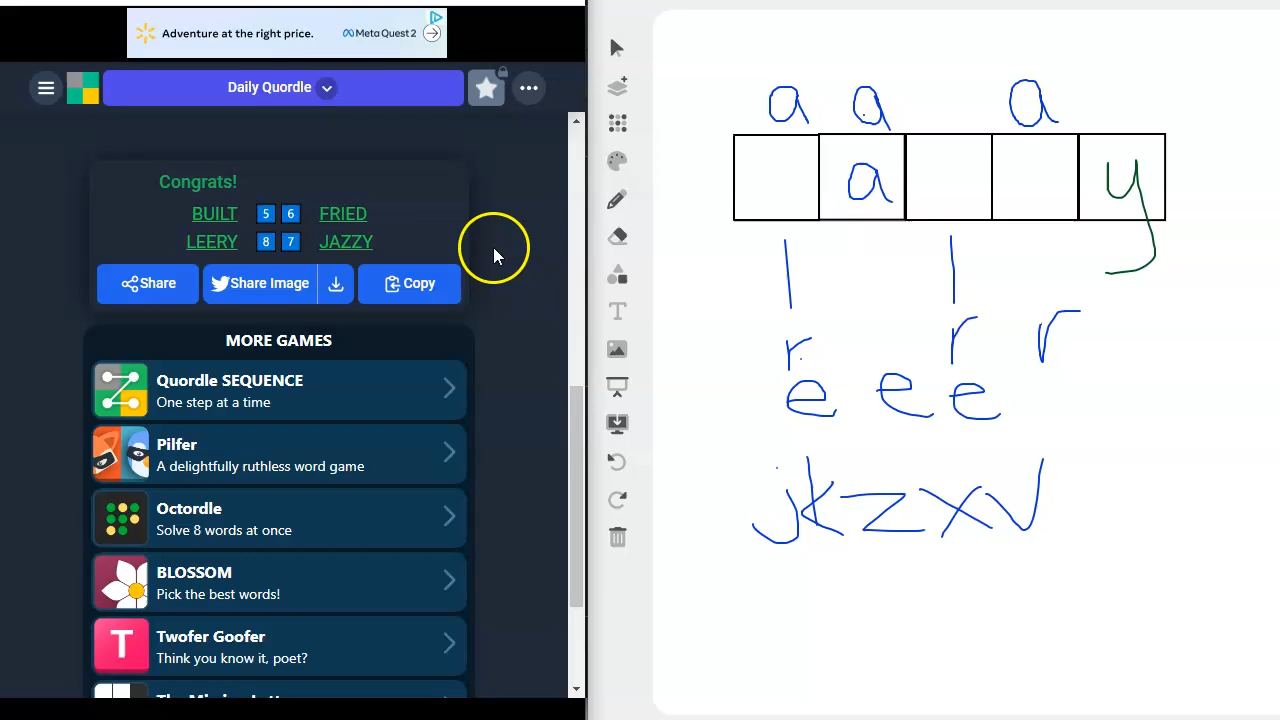 Adventure at the right price. Meta Quest 2
Daily Quordle
Congrats!
BUILT 5 6 FRIED
LEERY 8 7 JAZZY
Share Share Image Copy
MORE GAMES
Quordle SEQUENCE
One step at a time
Pilfer
A delightfully ruthless word game
Octordle
Solve 8 words at once
BLOSSOM
Pick the best words!
T
Twofer Goofer
Think you know it, poet?
a a a
a y
l l
r r r
e e e
jkzxv
T